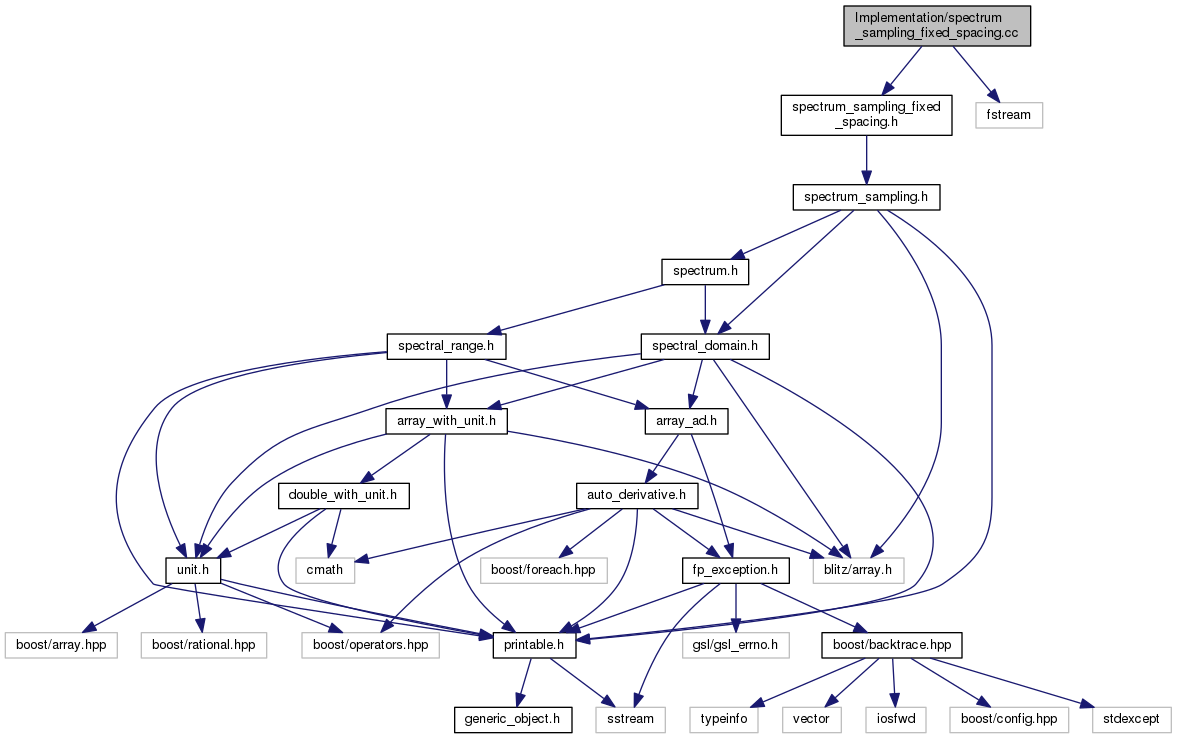 Implementation/spectrum
_sampling_fixed_spacing.cc
spectrum_sampling_fixed
_spacing.h
fstream
spectrum_sampling.h
spectrum.h
spectral_range.h
spectral_domain.h
array_with_unit.h
array_ad.h
double_with_unit.h
auto_derivative.h
unit.h
cmath
boost/foreach.hpp
fp_exception.h
blitz/array.h
boost/array.hpp
boost/rational.hpp
boost/operators.hpp
printable.h
gsl/gsl_errno.h
boost/backtrace.hpp
generic_object.h
sstream
typeinfo
vector
iosfwd
boost/config.hpp
stdexcept